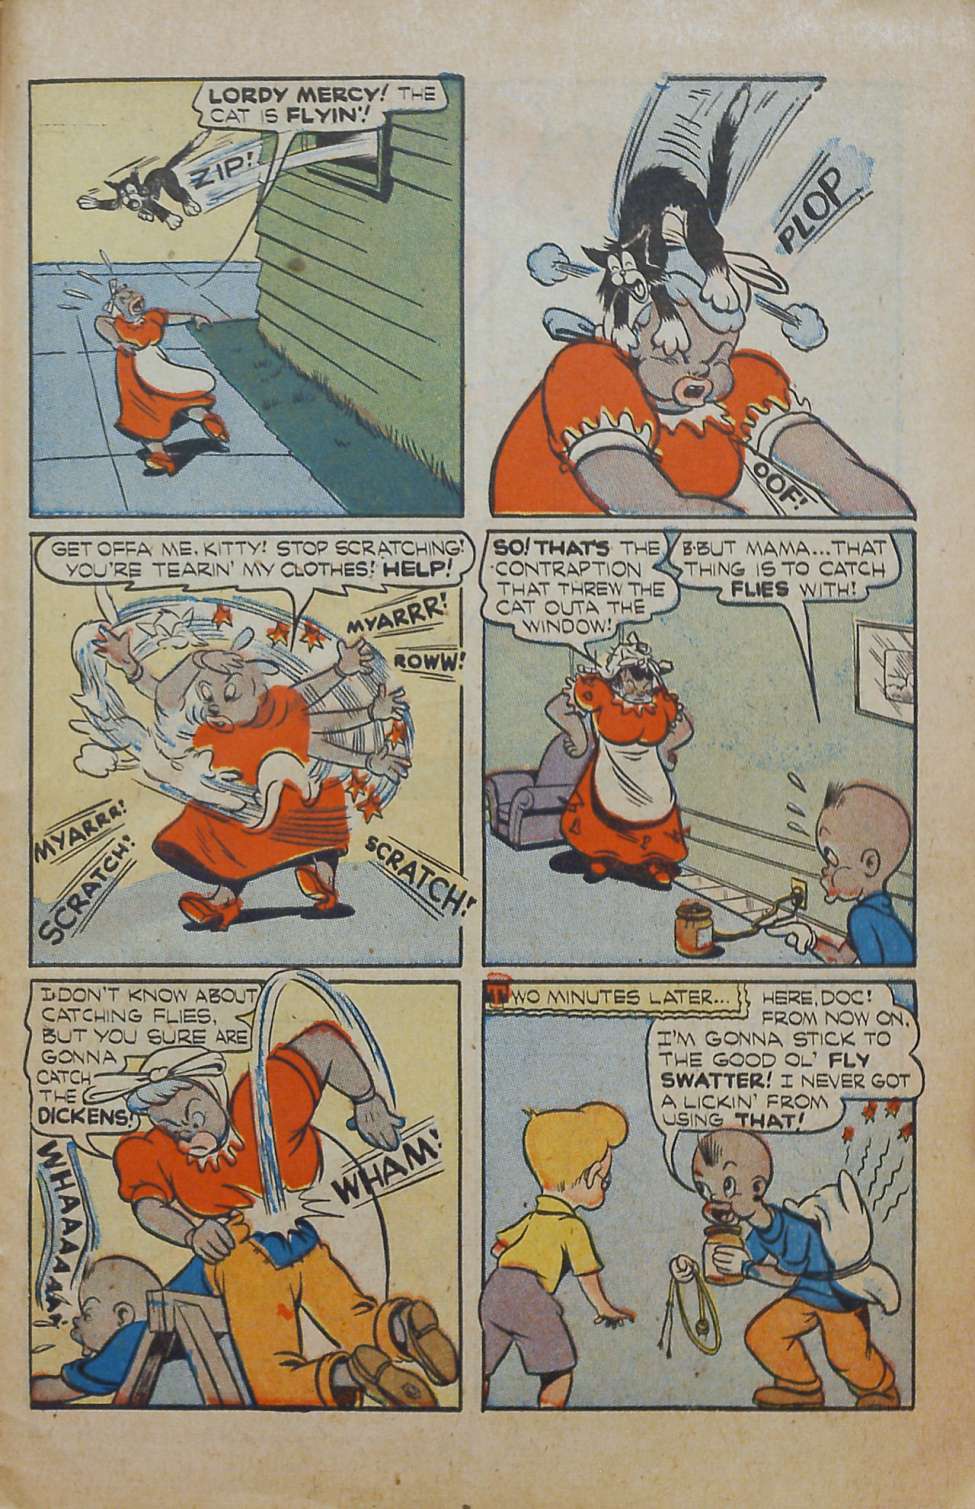 LORDY MERCY! THE
CAT IS FLYIN'!
ZIP!
PLOP
OOF!
GET OFFA ME, KITTY! STOP SCRATCHING!
YOU'RE TEARIN' MY CLOTHES! HELP!
MYARRR!
ROWW!
MYARRR!
SCRATCH!
SCRATCH!
SO! THAT'S THE
CONTRAPTION
THAT THREW THE
CAT OUTA THE
WINDOW!
B-BUT MAMA...THAT
THING IS TO CATCH
FLIES WITH!
I DON'T KNOW ABOUT
CATCHING FLIES,
BUT YOU SURE ARE
GONNA
CATCH
THE
DICKENS!
WHAM!
WHAAAAAAA
TWO MINUTES LATER...
HERE, DOC!
FROM NOW ON,
I'M GONNA STICK TO
THE GOOD OL' FLY
SWATTER! I NEVER GOT
A LICKIN' FROM
USING THAT!